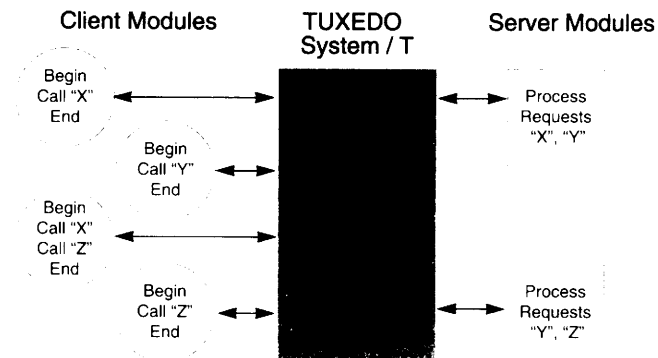 Client Modules
TUXEDO
System / T
Server Modules
Begin
Call "X"
End
Begin
Call "Y"
End
Begin
Call "X"
Call "Z"
End
Begin
Call "Z"
End
Process
Requests
"X", "Y"
Process
Requests
"Y", "Z"